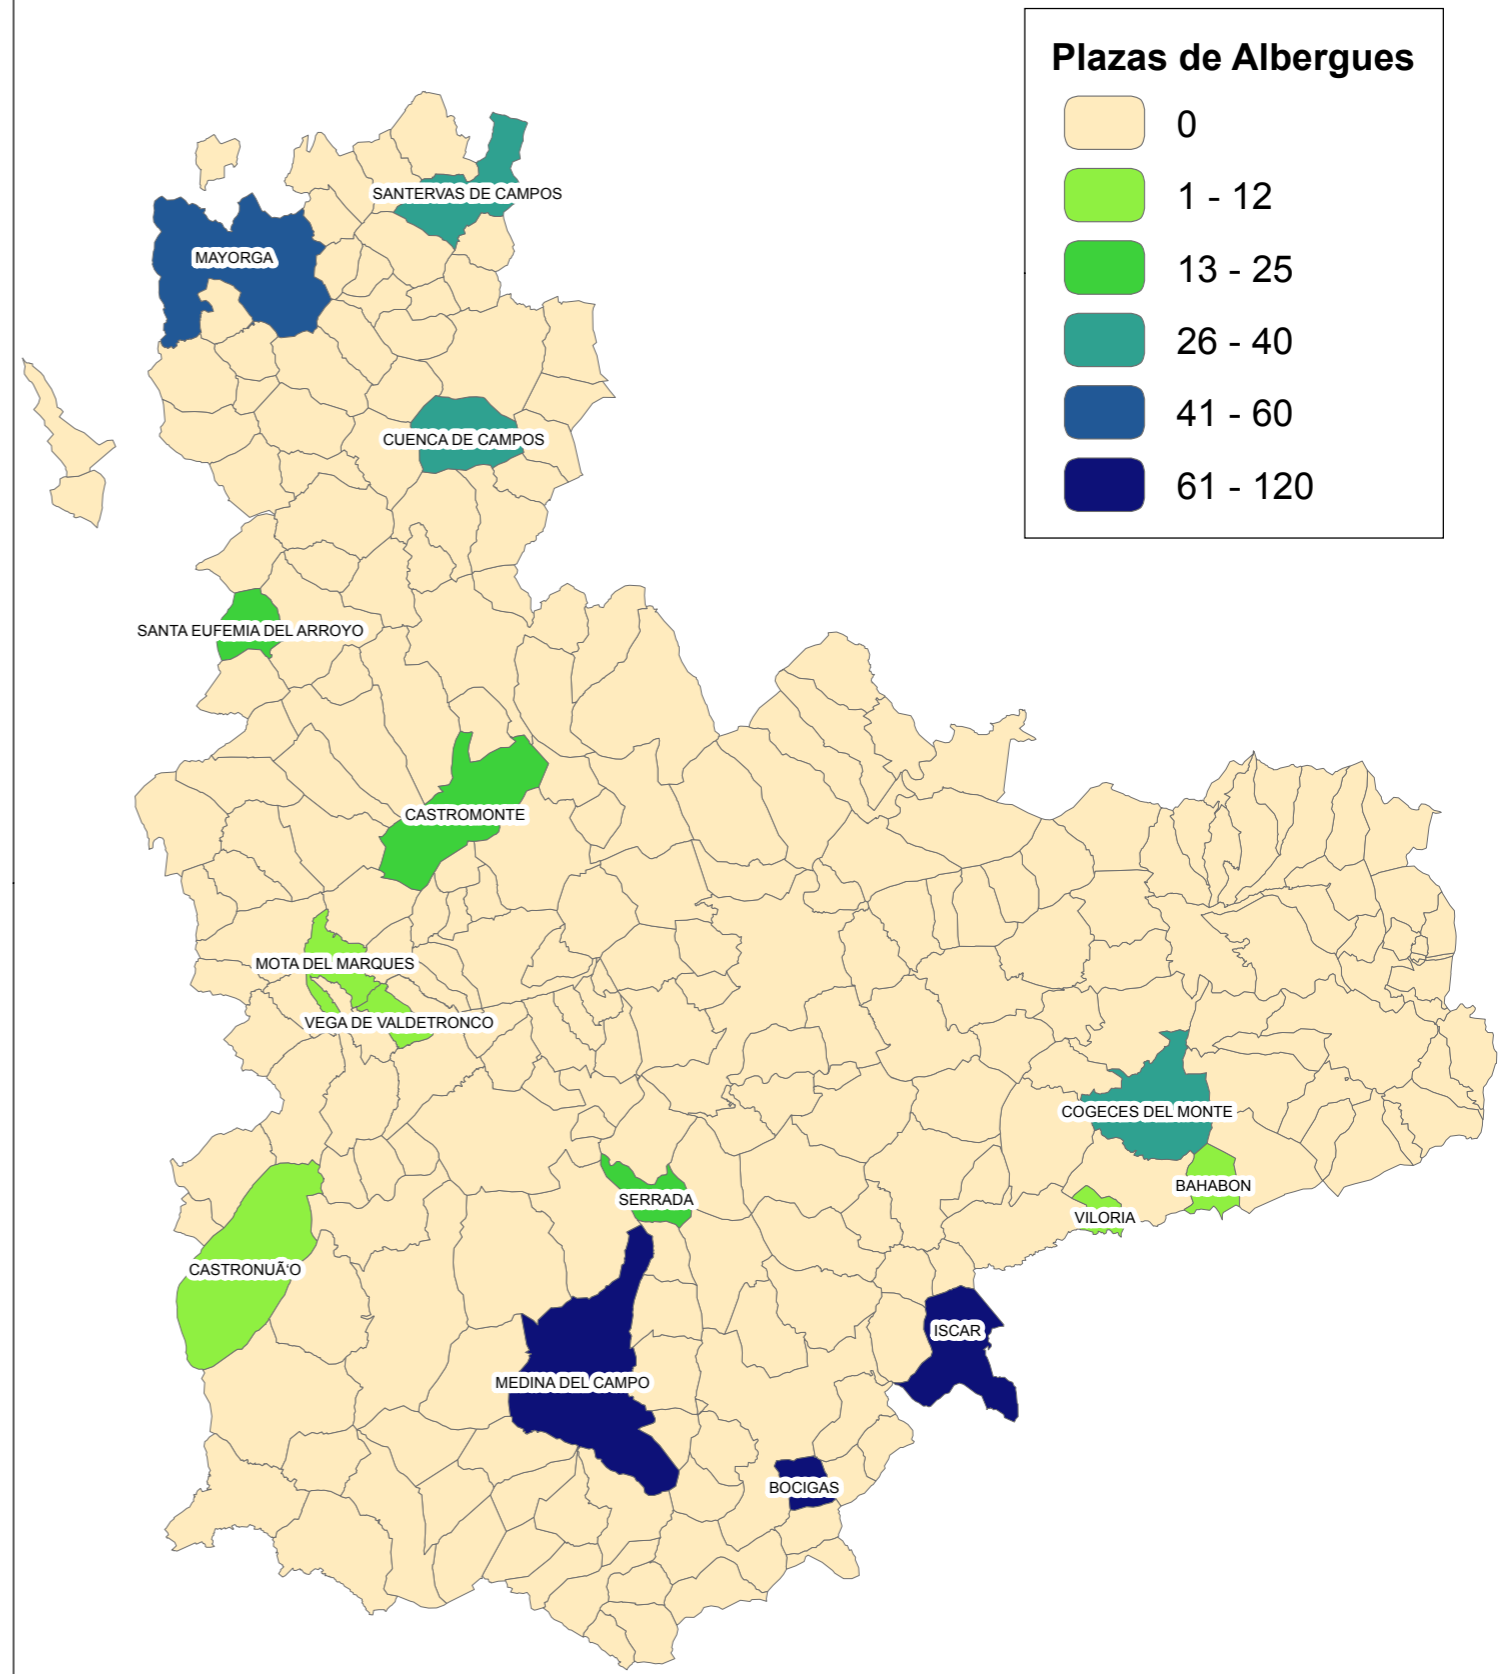 Plazas de Albergues
0
1 - 12
13 - 25
26 - 40
41 - 60
61 - 120
SANTERVAS DE CAMPOS
MAYORGA
CUENCA DE CAMPOS
SANTA EUFEMIA DEL ARROYO
CASTROMONTE
MOTA DEL MARQUES
VEGA DE VALDETRONCO
COGECES DEL MONTE
BAHABON
SERRADA
VILORIA
CASTRONUÃ‘O
ISCAR
MEDINA DEL CAMPO
BOCIGAS